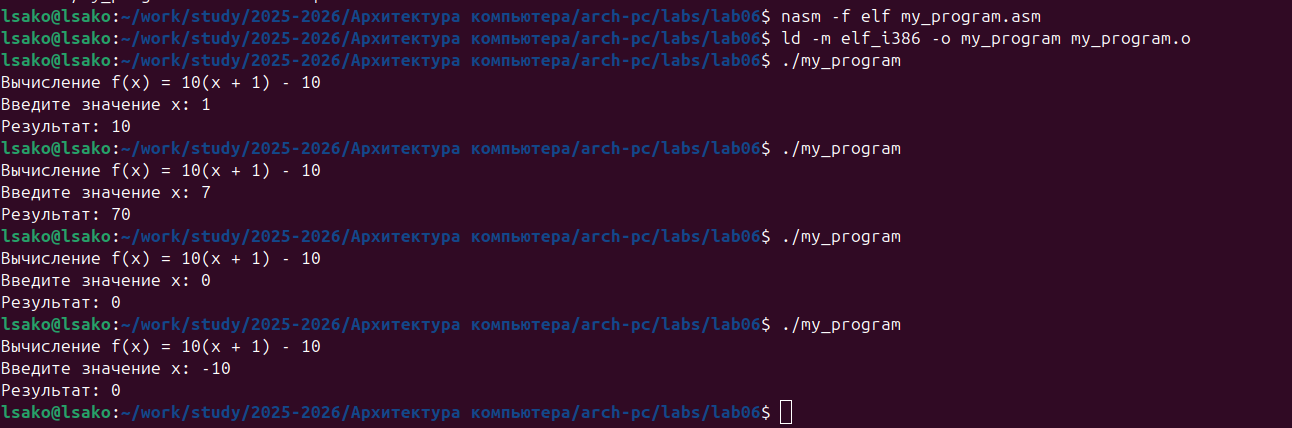 lsako@lsako:~/work/study/2025-2026/Архитектура компьютера/arch-pc/labs/lab06$ nasm -f elf my_program.asm
lsako@lsako:~/work/study/2025-2026/Архитектура компьютера/arch-pc/labs/lab06$ ld -m elf_i386 -o my_program my_program.o
lsako@lsako:~/work/study/2025-2026/Архитектура компьютера/arch-pc/labs/lab06$ ./my_program
Вычисление f(x) = 10(x + 1) - 10
Введите значение x: 1
Результат: 10
lsako@lsako:~/work/study/2025-2026/Архитектура компьютера/arch-pc/labs/lab06$ ./my_program
Вычисление f(x) = 10(x + 1) - 10
Введите значение x: 7
Результат: 70
lsako@lsako:~/work/study/2025-2026/Архитектура компьютера/arch-pc/labs/lab06$ ./my_program
Вычисление f(x) = 10(x + 1) - 10
Введите значение x: 0
Результат: 0
lsako@lsako:~/work/study/2025-2026/Архитектура компьютера/arch-pc/labs/lab06$ ./my_program
Вычисление f(x) = 10(x + 1) - 10
Введите значение x: -10
Результат: 0
lsako@lsako:~/work/study/2025-2026/Архитектура компьютера/arch-pc/labs/lab06$